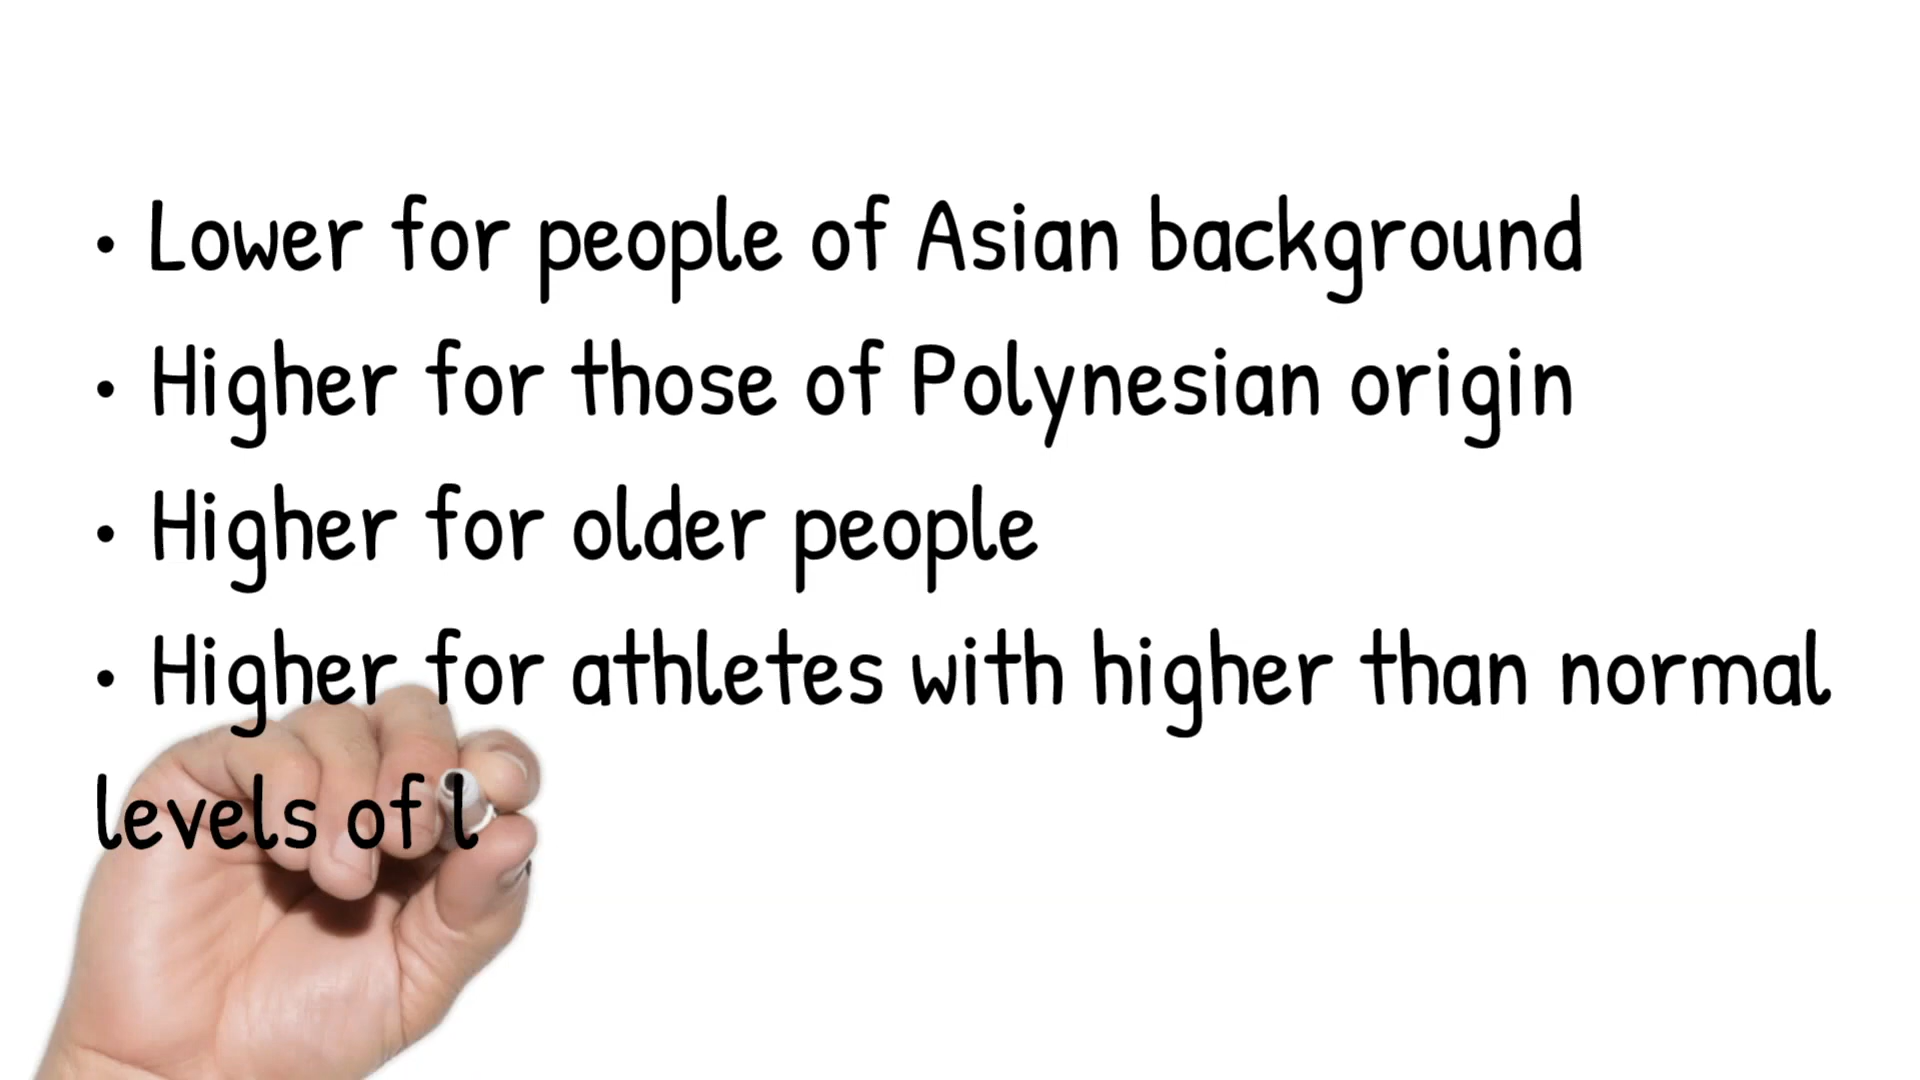 • Lower for people of Asian background
• Higher for those of Polynesian origin
• Higher for older people
• Higher for athletes with higher than normal
levels of l